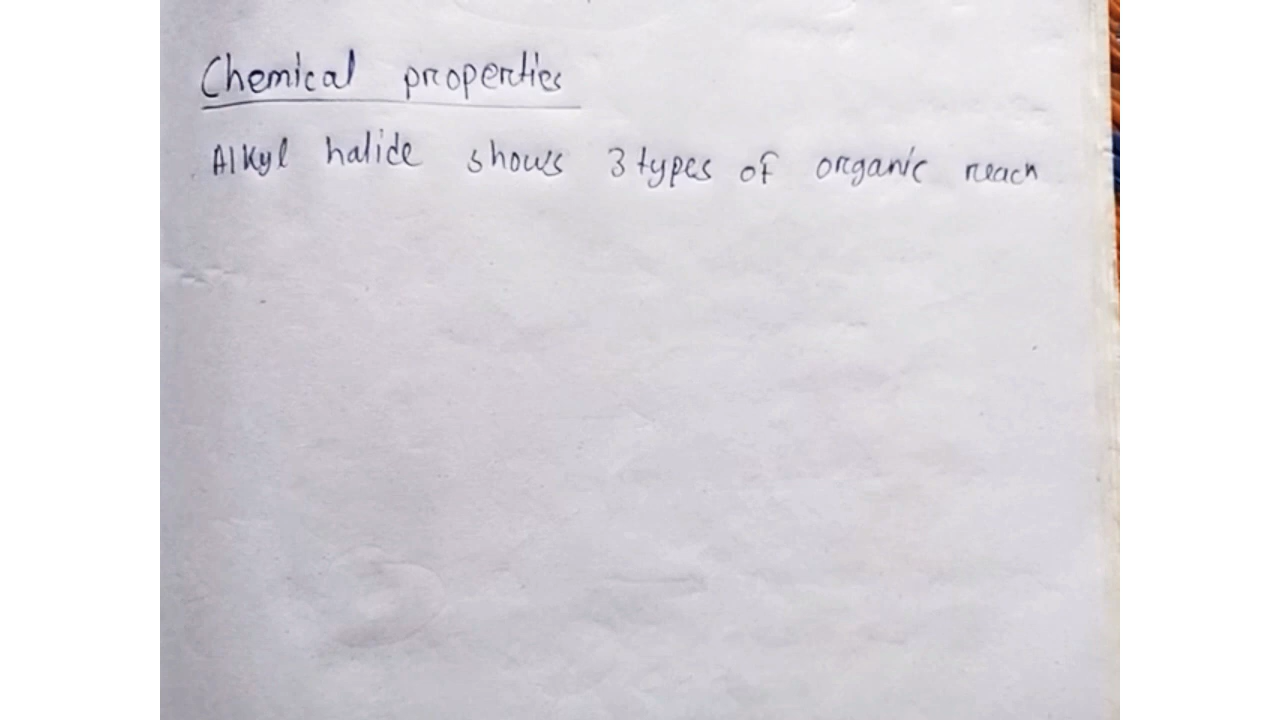 Chemical properties
Alkyl halide shows 3 types of organic reacn